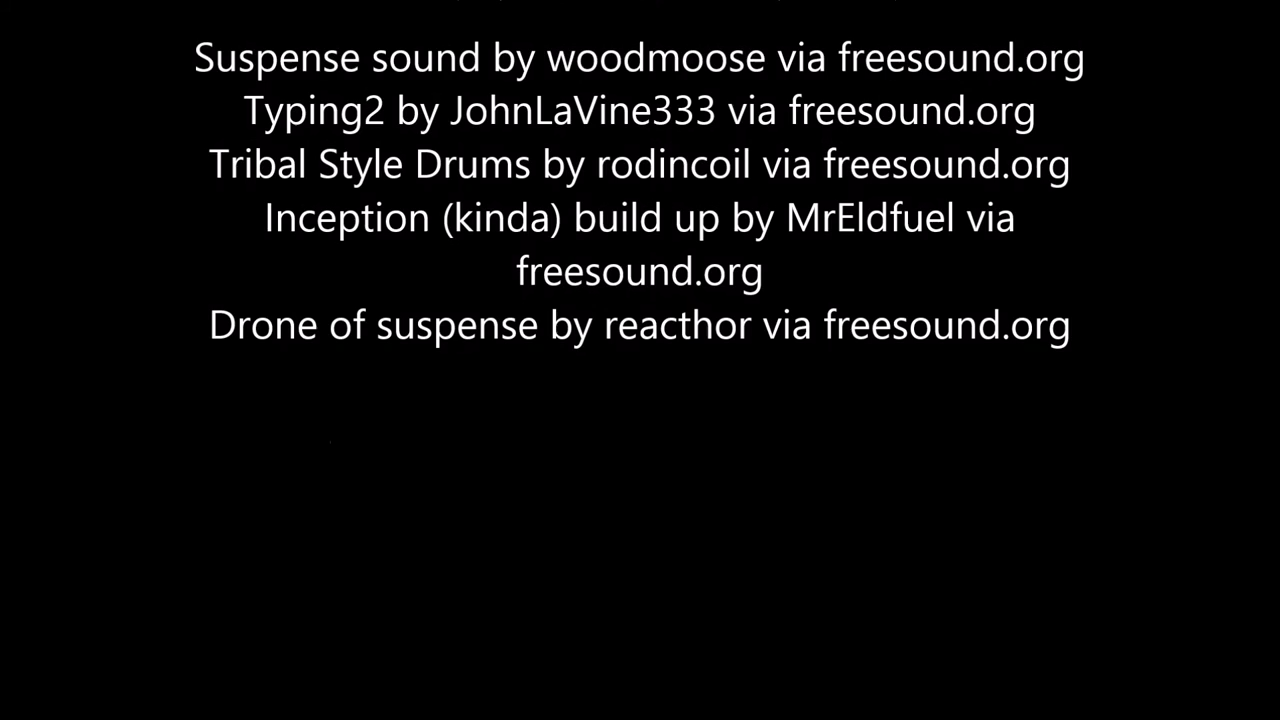 Suspense sound by woodmoose via freesound.org
Typing2 by JohnLaVine333 via freesound.org
Tribal Style Drums by rodincoil via freesound.org
Inception (kinda) build up by MrEldfuel via
freesound.org
Drone of suspense by reacthor via freesound.org